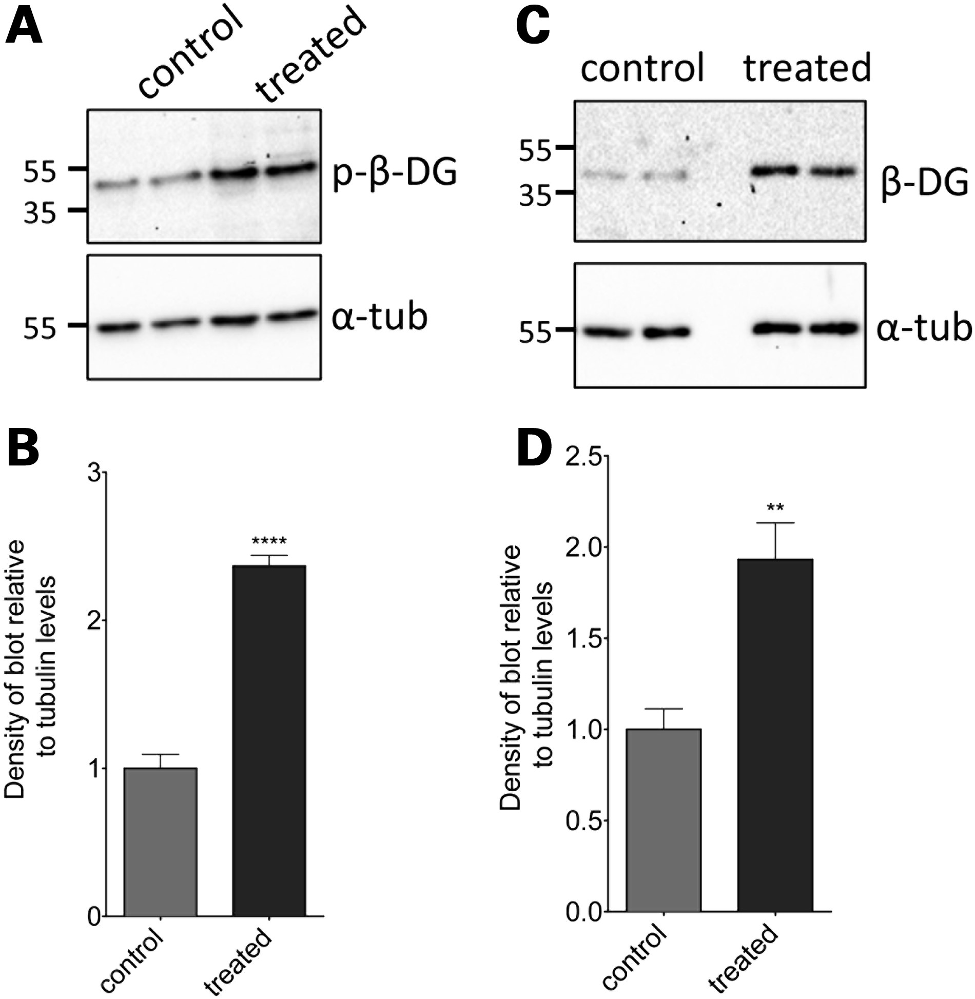 A
control
treated
55
35
p-β-DG
55
α-tub
C
control
treated
55
35
β-DG
55
α-tub
B
3
2
1
0
Density of blot relative
to tubulin levels
****
control
treated
D
2.5
2.0
1.5
1.0
0.5
0.0
Density of blot relative
to tubulin levels
**
control
treated